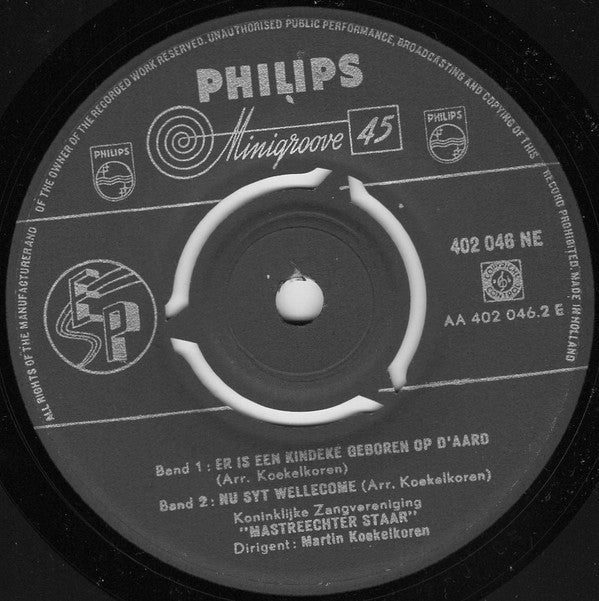 ALL RIGHTS OF THE MANUFACTURER AND OF THE OWNER OF THE RECORDED WORK RESERVED. UNAUTHORISED PUBLIC PERFORMANCE, BROADCASTING AND COPYING OF THIS RECORD PROHIBITED. MADE IN HOLLAND
PHILIPS
Minigroove 45
PHILIPS
PHILIPS
402 046 NE
EP
AA 402 046.2 E
Band 1: ER IS EEN KINDEKE GEBOREN OP D'AARD
(Arr. Koekelkoren)
Band 2: NU SYT WELLECOME (Arr. Koekelkoren)
Koninklijke Zangvereniging
"MASTREECHTER STAAR"
Dirigent: Martin Koekelkoren